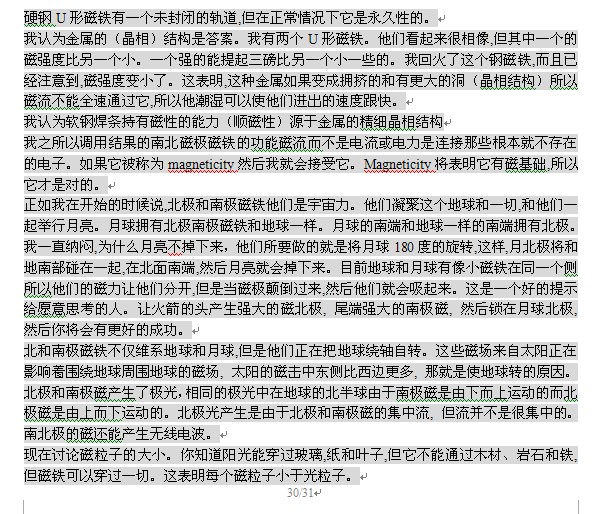 硬钢 U 形磁铁有一个未封闭的轨道,但在正常情况下它是永久性的。
我认为金属的（晶相）结构是答案。我有两个 U 形磁铁。他们看起来很相像,但其中一个的
磁强度比另一个小。一个强的能提起三磅比另一个小一些的。我回火了这个钢磁铁,而且已
经注意到,磁强度变小了。这表明,这种金属如果变成拥挤的和有更大的洞（晶相结构）所以
磁流不能全速通过它,所以他潮湿可以使他们进出的速度跟快。
我认为软钢焊条持有磁性的能力（顺磁性）源于金属的精细晶相结构
我之所以调用结果的南北磁极磁铁的功能磁流而不是电流或电力是连接那些根本就不存在
的电子。如果它被称为 magneticity 然后我就会接受它。Magneticity 将表明它有磁基础,所以
它才是对的。
正如我在开始的时候说,北极和南极磁铁他们是宇宙力。他们凝聚这个地球和一切,和他们一
起举行月亮。月球拥有北极南极磁铁和地球一样。月球的南端和地球一样的南端拥有北极。
我一直纳闷,为什么月亮不掉下来，他们所要做的就是将月球 180 度的旋转,这样,月北极将和
地南部碰在一起,在北面南端,然后月亮就会掉下来。目前地球和月球有像小磁铁在同一个侧
所以他们的磁力让他们分开,但是当磁极颠倒过来,然后他们就会吸起来。这是一个好的提示
给愿意思考的人。让火箭的头产生强大的磁北极, 尾端强大的南极磁, 然后锁在月球北极,
然后你将会有更好的成功。
北和南极磁铁不仅维系地球和月球,但是他们正在把地球绕轴自转。这些磁场来自太阳正在
影响着围绕地球周围地球的磁场, 太阳的磁击中东侧比西边更多, 那就是使地球转的原因。
北极和南极磁产生了极光,相同的极光中在地球的北半球由于南极磁是由下而上运动的而北
极磁是由上而下运动的。北极光产生是由于北极和南极磁的集中流, 但流并不是很集中的。
南北极的磁还能产生无线电波。
现在讨论磁粒子的大小。你知道阳光能穿过玻璃,纸和叶子,但它不能通过木材、岩石和铁,
但磁铁可以穿过一切。这表明每个磁粒子小于光粒子。
30/31